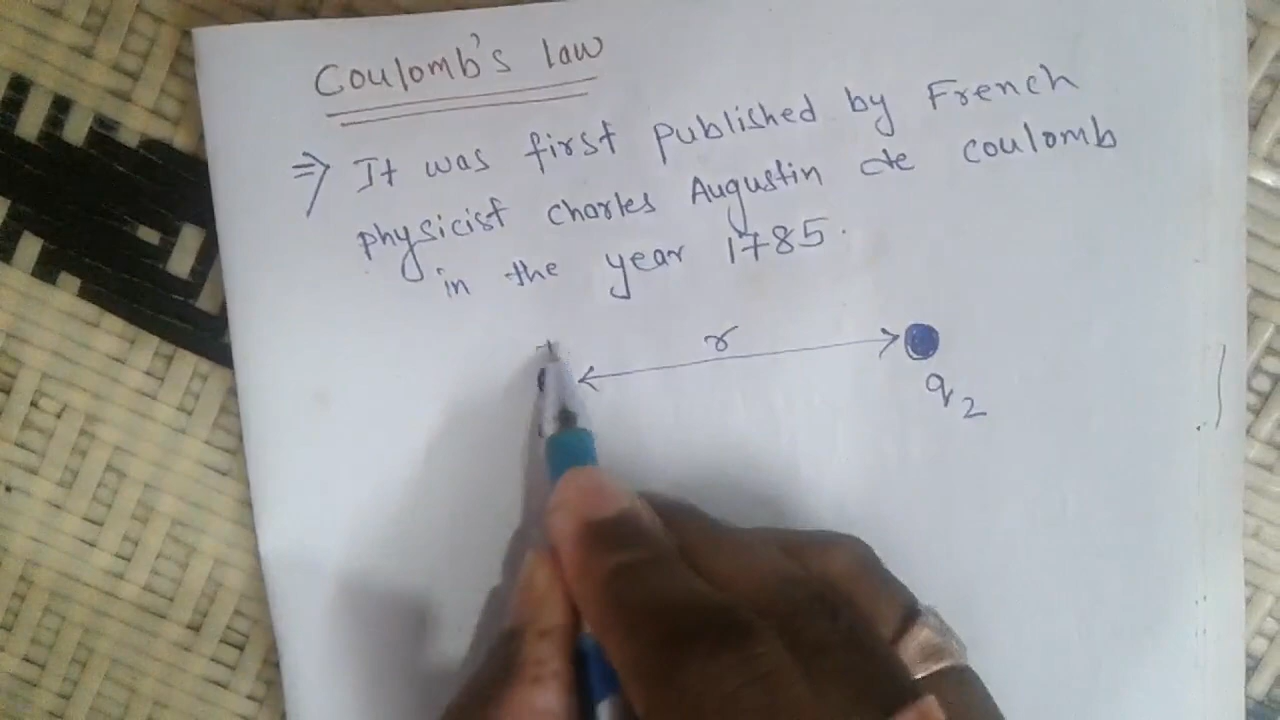 Coulomb's law
⇒ It was first published by French
physicist charles Augustin de coulomb
in the year 1785.
r
q2